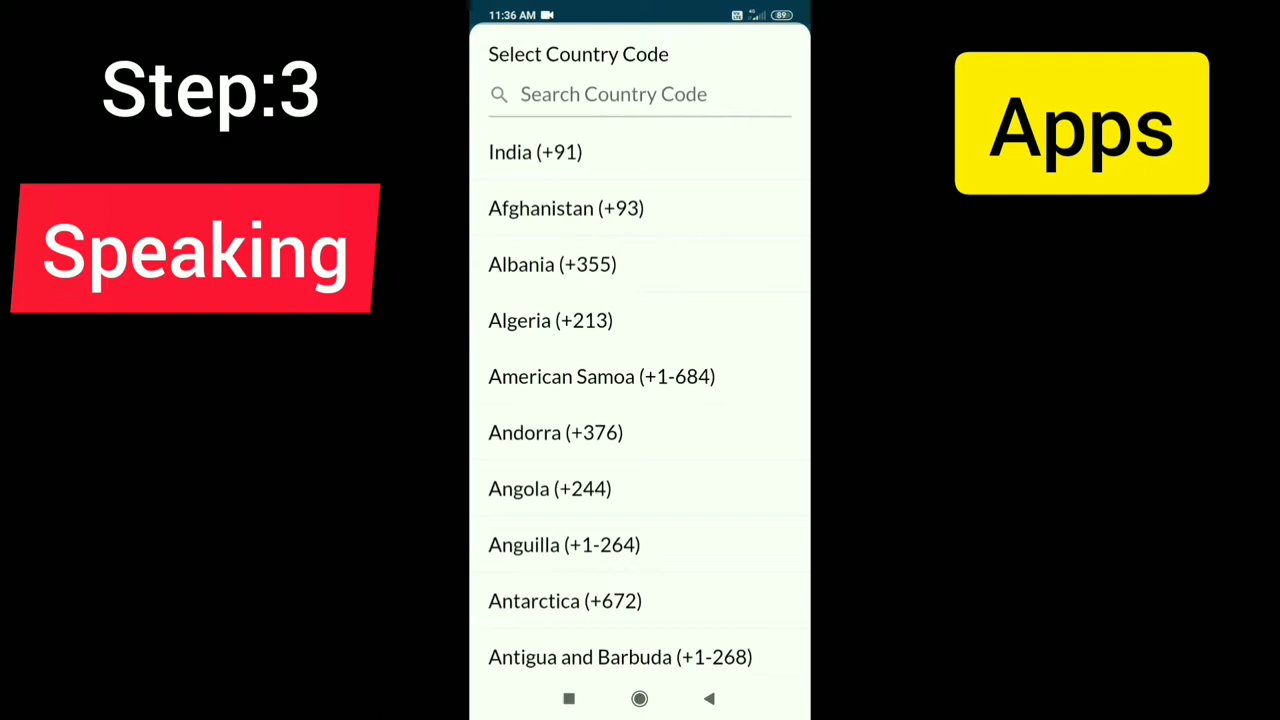 Step:3
Speaking
Apps
11:36 AM
4G
89
Select Country Code
Search Country Code
India (+91)
Afghanistan (+93)
Albania (+355)
Algeria (+213)
American Samoa (+1-684)
Andorra (+376)
Angola (+244)
Anguilla (+1-264)
Antarctica (+672)
Antigua and Barbuda (+1-268)